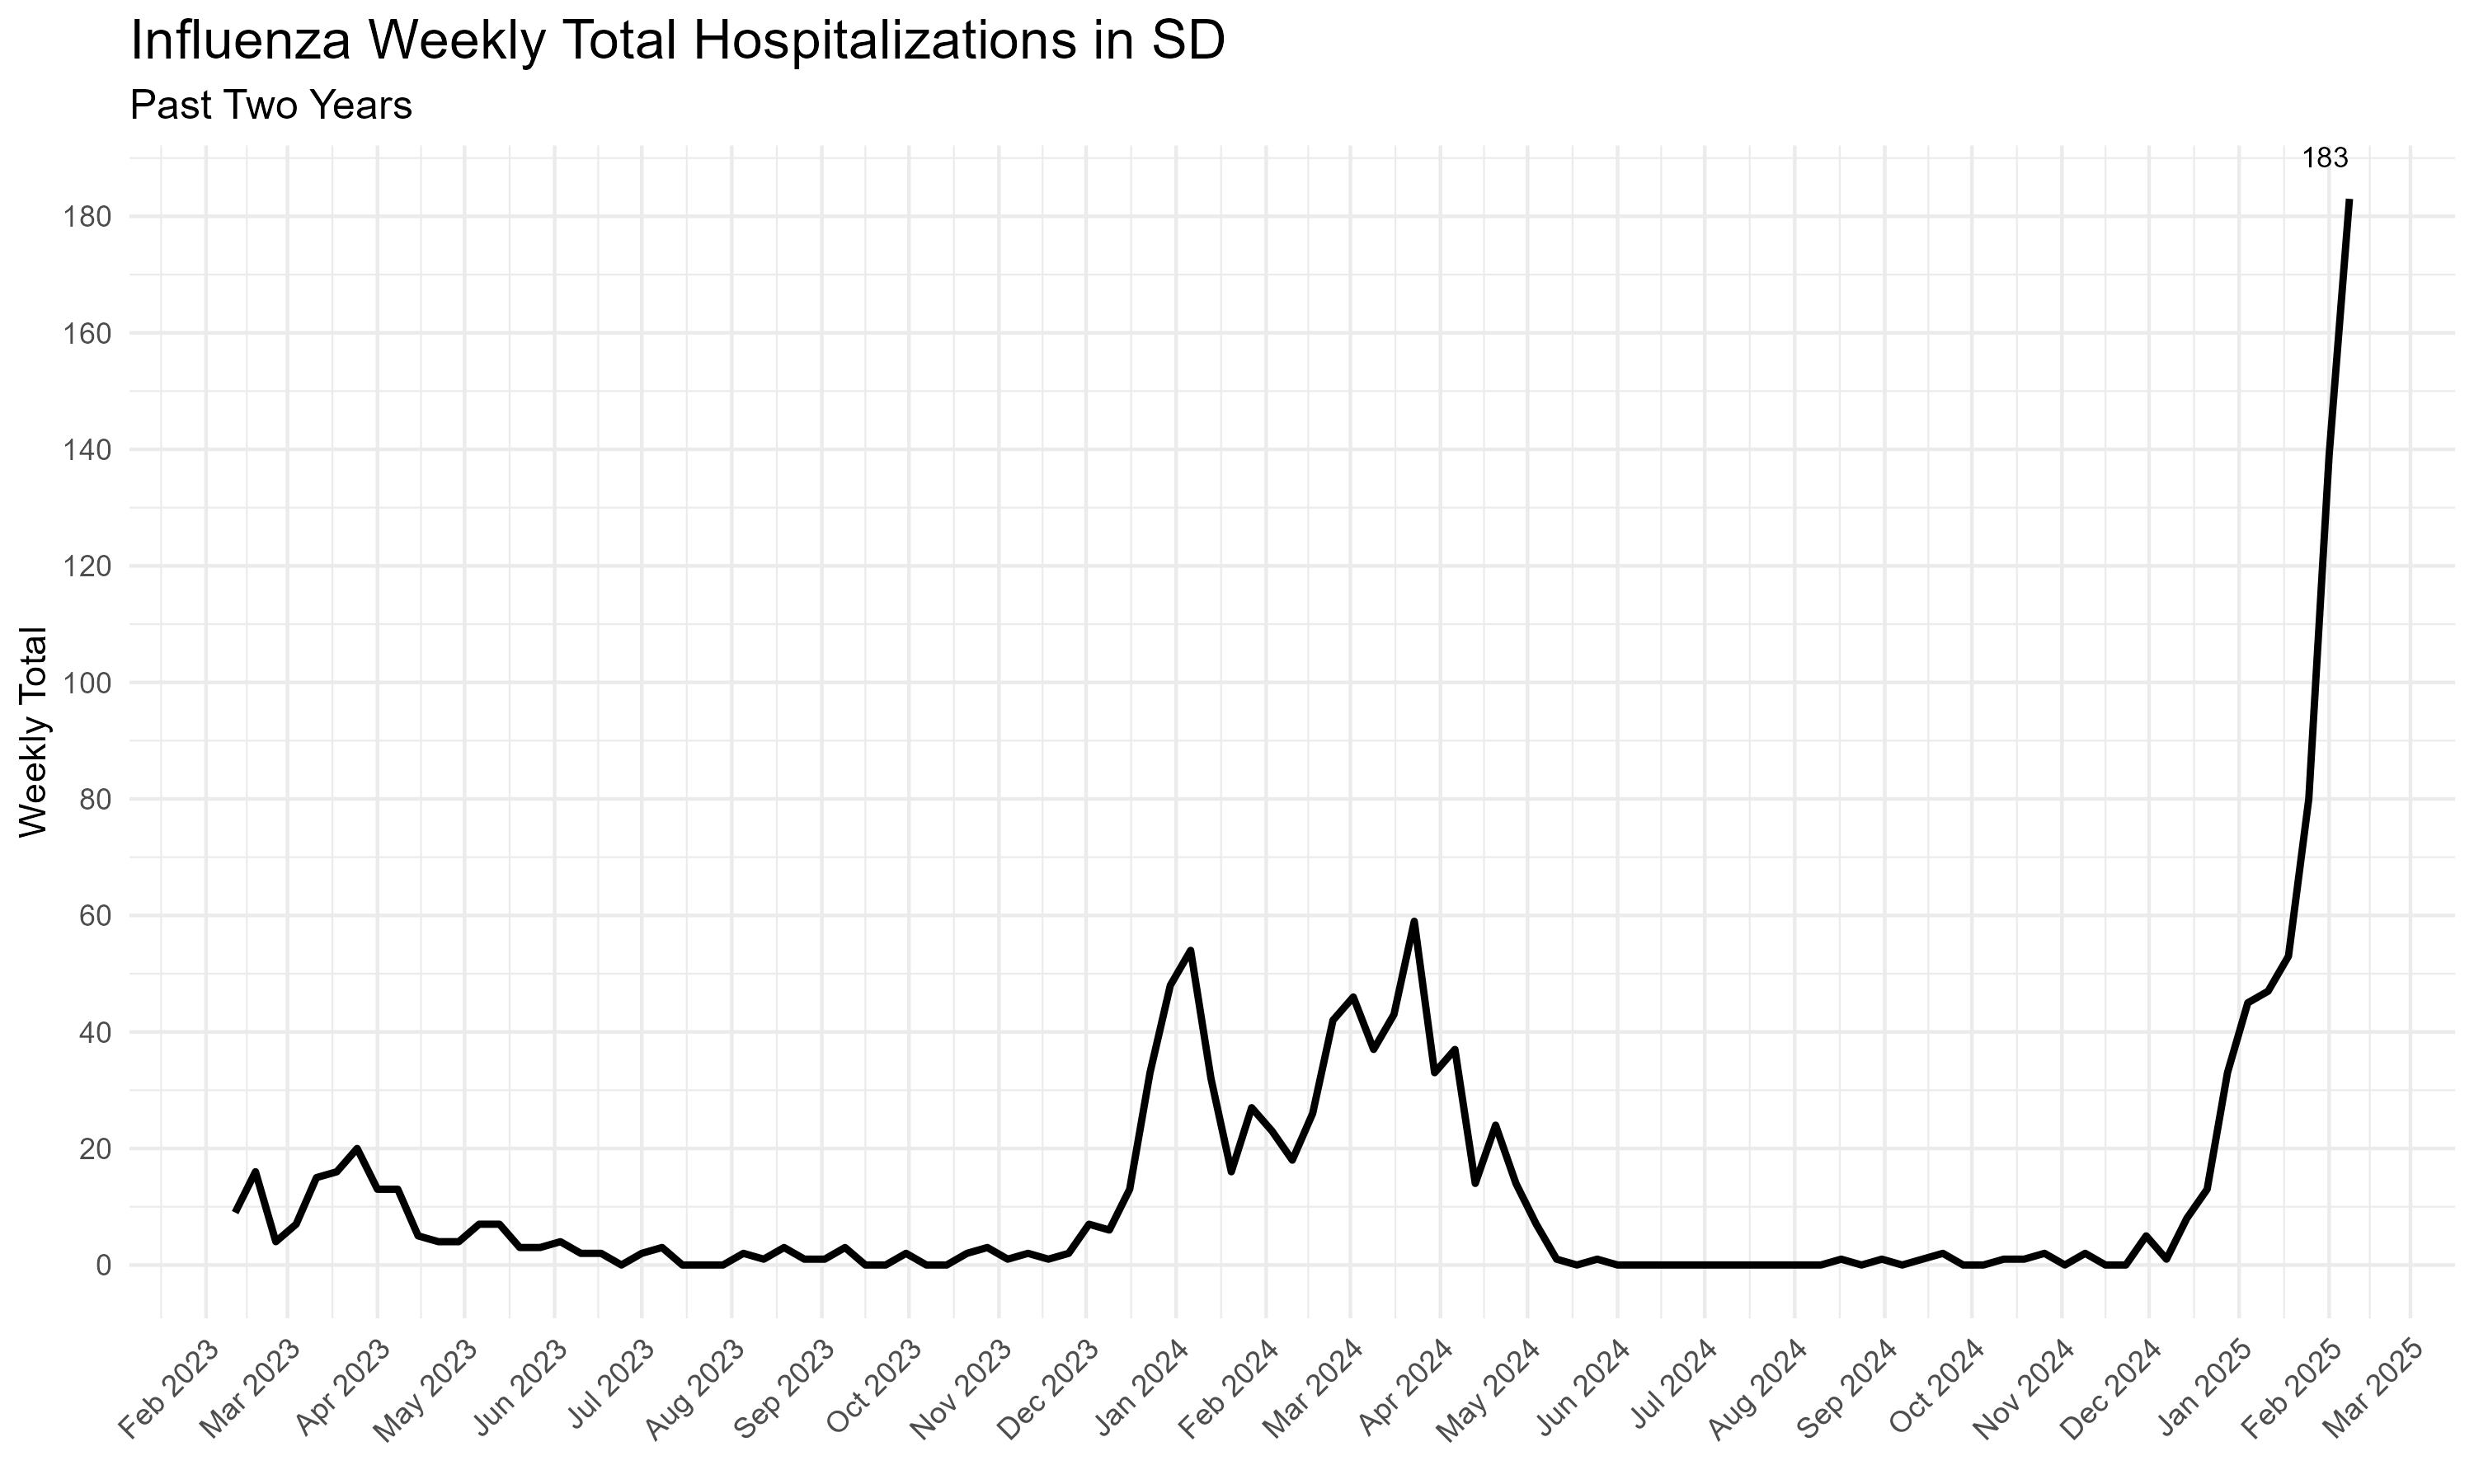 Influenza Weekly Total Hospitalizations in SD
Past Two Years
183
180
160
140
120
100
80
60
40
20
0
Weekly Total
Feb 2023
Mar 2023
Apr 2023
May 2023
Jun 2023
Jul 2023
Aug 2023
Sep 2023
Oct 2023
Nov 2023
Dec 2023
Jan 2024
Feb 2024
Mar 2024
Apr 2024
May 2024
Jun 2024
Jul 2024
Aug 2024
Sep 2024
Oct 2024
Nov 2024
Dec 2024
Jan 2025
Feb 2025
Mar 2025